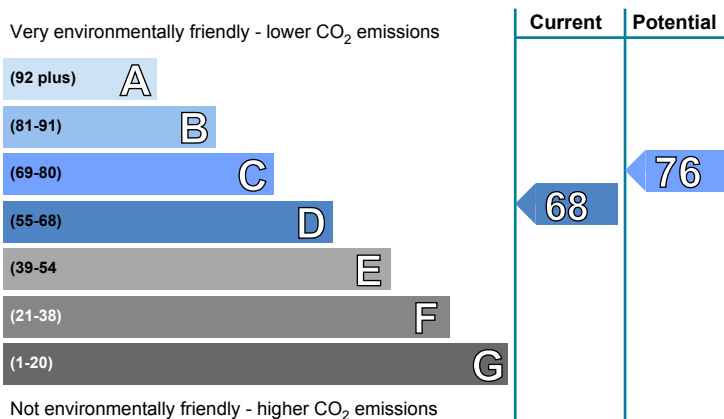 Current Potential
Very environmentally friendly - lower CO2 emissions
(92 plus) A
(81-91) B
(69-80) C
76
(55-68) D
68
(39-54 E
(21-38) F
(1-20) G
Not environmentally friendly - higher CO2 emissions